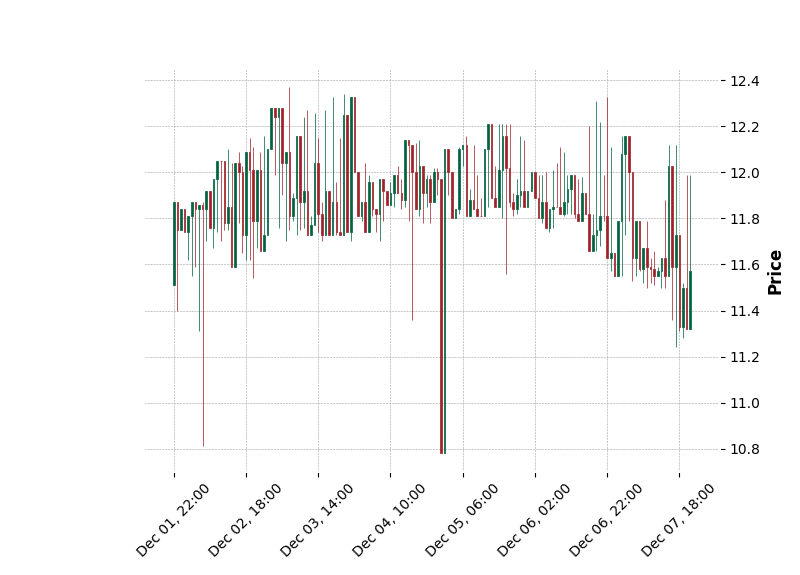 12.4
12.2
12.0
11.8
11.6
11.4
11.2
11.0
10.8
Price
Dec 01, 22:00
Dec 02, 18:00
Dec 03, 14:00
Dec 04, 10:00
Dec 05, 06:00
Dec 06, 02:00
Dec 06, 22:00
Dec 07, 18:00